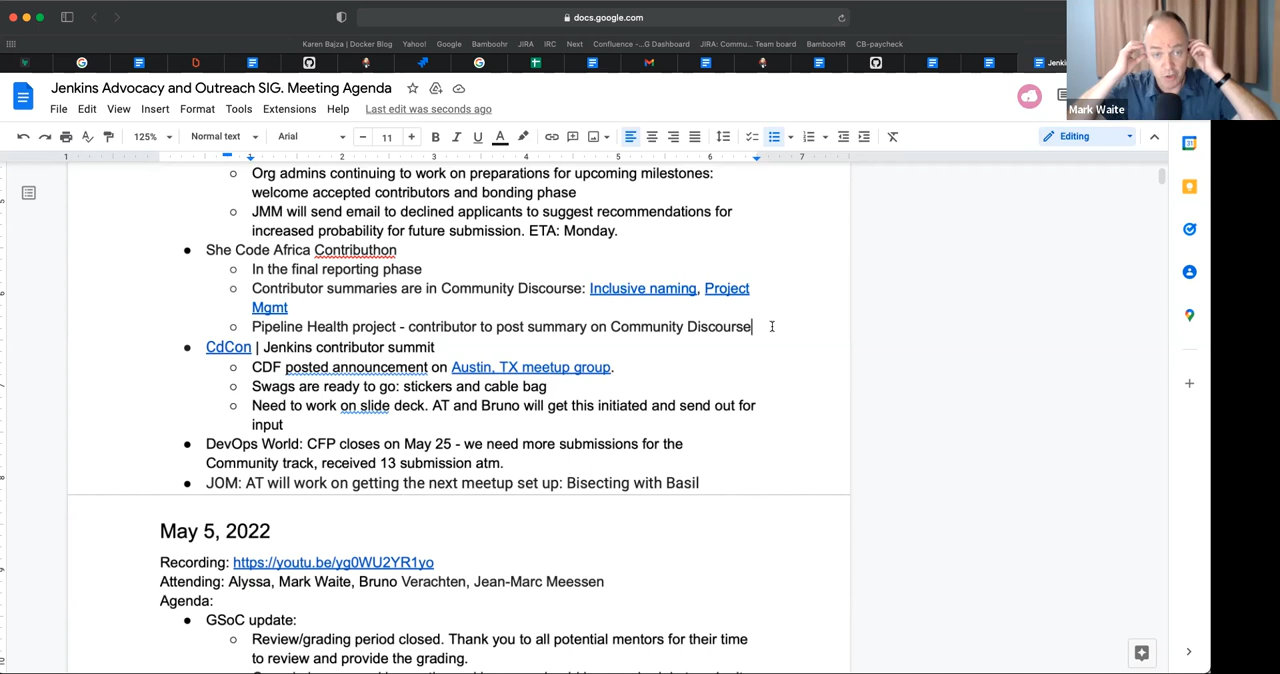 docs.google.com
Karen Bajza | Docker Blog Yahoo! Google Bamboohr JIRA IRC Next Confluence -...G Dashboard JIRA: Commu... Team board BambooHR CB-paycheck
Jenki
Jenkins Advocacy and Outreach SIG. Meeting Agenda
File Edit View Insert Format Tools Extensions Help Last edit was seconds ago
125% Normal text Arial 11 B I U A Editing
Mark Waite
1 1 2 3 4 5 6 7
Org admins continuing to work on preparations for upcoming milestones:
welcome accepted contributors and bonding phase
JMM will send email to declined applicants to suggest recommendations for
increased probability for future submission. ETA: Monday.
She Code Africa Contributhon
In the final reporting phase
Contributor summaries are in Community Discourse: Inclusive naming, Project
Mgmt
Pipeline Health project - contributor to post summary on Community Discourse
CdCon | Jenkins contributor summit
CDF posted announcement on Austin, TX meetup group.
Swags are ready to go: stickers and cable bag
Need to work on slide deck. AT and Bruno will get this initiated and send out for
input
DevOps World: CFP closes on May 25 - we need more submissions for the
Community track, received 13 submission atm.
JOM: AT will work on getting the next meetup set up: Bisecting with Basil
May 5, 2022
Recording: https://youtu.be/yg0WU2YR1yo
Attending: Alyssa, Mark Waite, Bruno Verachten, Jean-Marc Meessen
Agenda:
GSoC update:
Review/grading period closed. Thank you to all potential mentors for their time
to review and provide the grading.